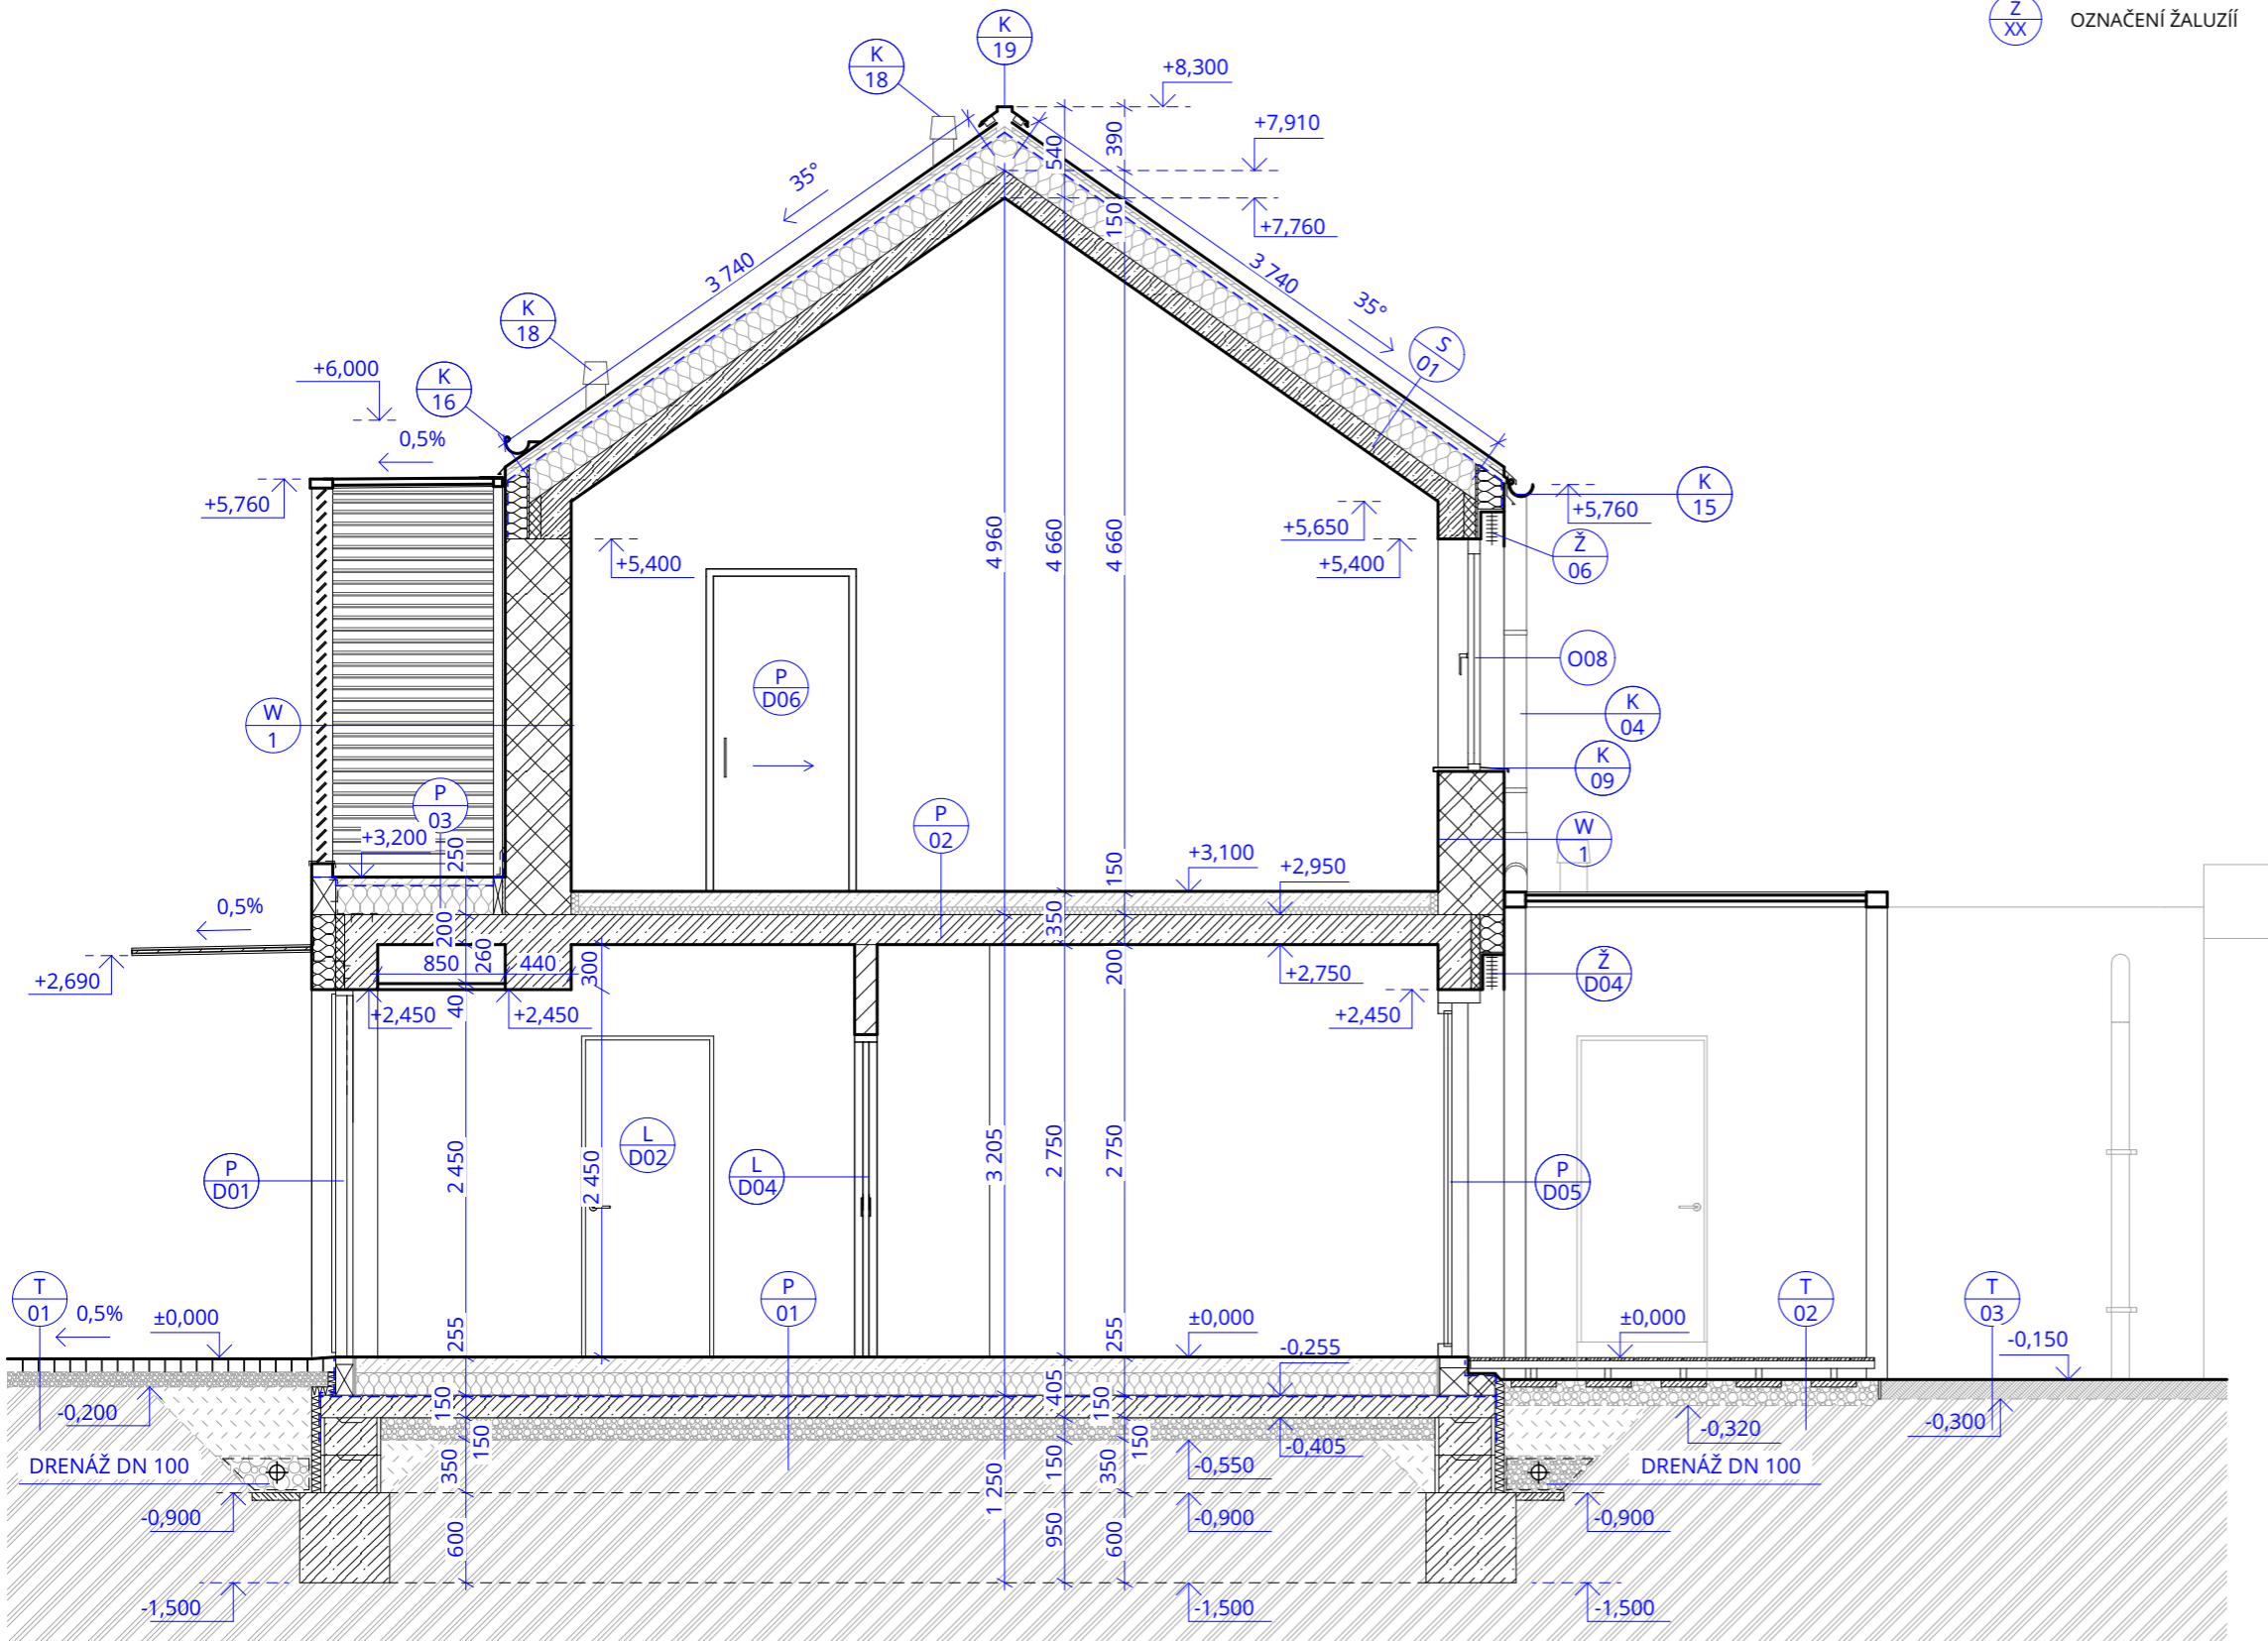 Z
XX
OZNAČENÍ ŽALUZÍÍ
K
19
K
18
+8,300
+7,910
540
390
35°
150
+7,760
3 740
3 740
35°
K
18
S
01
+6,000
K
16
0,5%
+5,760
K
15
+5,760
+5,650
+5,400
+5,400
4 960
4 660
4 660
Ž
06
O08
P
D06
W
1
K
04
K
09
P
03
P
02
W
1
+3,200
250
150
+3,100
+2,950
0,5%
200
350
850
260
440
300
200
+2,750
Ž
D04
+2,690
40
+2,450
+2,450
+2,450
L
D02
2 450
2 450
L
D04
3 205
2 750
2 750
P
D01
P
D05
T
01
0,5%
±0,000
P
01
255
255
±0,000
±0,000
T
02
T
03
-0,150
-0,255
405
150
150
-0,200
150
150
-0,405
-0,320
-0,300
DRENÁŽ DN 100
350
150
350
-0,550
DRENÁŽ DN 100
1 250
-0,900
600
950
600
-0,900
-0,900
-1,500
-1,500
-1,500